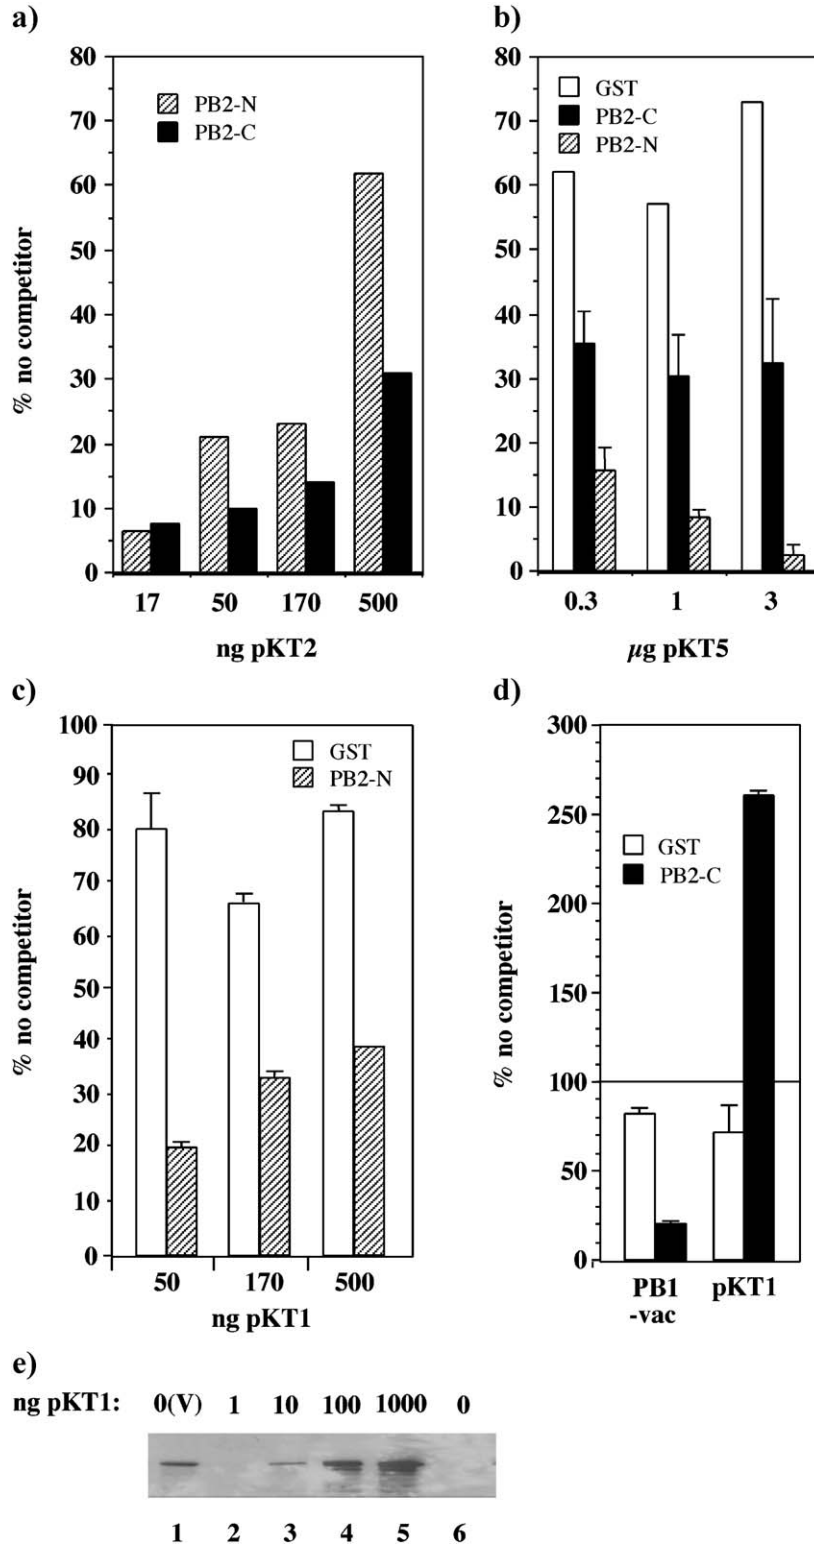 a)
80
70
60
50
40
30
20
10
0
% no competitor
PB2-N
PB2-C
17 50 170 500
ng pKT2
b)
80
70
60
50
40
30
20
10
0
GST
PB2-C
PB2-N
0.3 1 3
µg pKT5
c)
100
90
80
70
60
50
40
30
20
10
0
% no competitor
GST
PB2-N
50 170 500
ng pKT1
d)
300
250
200
150
100
50
0
% no competitor
GST
PB2-C
PB1 pKT1
-vac
e)
ng pKT1: 0(V) 1 10 100 1000 0
1 2 3 4 5 6